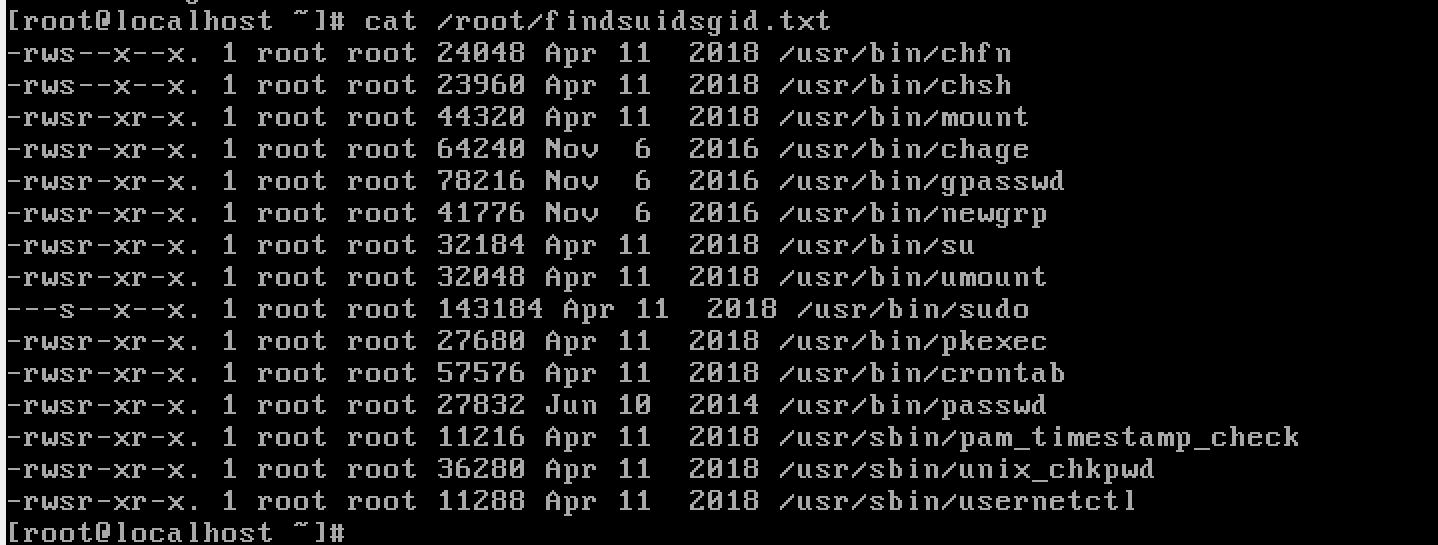 [root@localhost ~]# cat /root/findsuidsgid.txt
-rws--x--x. 1 root root 24048 Apr 11  2018 /usr/bin/chfn
-rws--x--x. 1 root root 23960 Apr 11  2018 /usr/bin/chsh
-rwsr-xr-x. 1 root root 44320 Apr 11  2018 /usr/bin/mount
-rwsr-xr-x. 1 root root 64240 Nov  6  2016 /usr/bin/chage
-rwsr-xr-x. 1 root root 78216 Nov  6  2016 /usr/bin/gpasswd
-rwsr-xr-x. 1 root root 41776 Nov  6  2016 /usr/bin/newgrp
-rwsr-xr-x. 1 root root 32184 Apr 11  2018 /usr/bin/su
-rwsr-xr-x. 1 root root 32048 Apr 11  2018 /usr/bin/umount
---s--x--x. 1 root root 143184 Apr 11  2018 /usr/bin/sudo
-rwsr-xr-x. 1 root root 27680 Apr 11  2018 /usr/bin/pkexec
-rwsr-xr-x. 1 root root 57576 Apr 11  2018 /usr/bin/crontab
-rwsr-xr-x. 1 root root 27832 Jun 10  2014 /usr/bin/passwd
-rwsr-xr-x. 1 root root 11216 Apr 11  2018 /usr/sbin/pam_timestamp_check
-rwsr-xr-x. 1 root root 36280 Apr 11  2018 /usr/sbin/unix_chkpwd
-rwsr-xr-x. 1 root root 11288 Apr 11  2018 /usr/sbin/usernetctl
[root@localhost ~]#